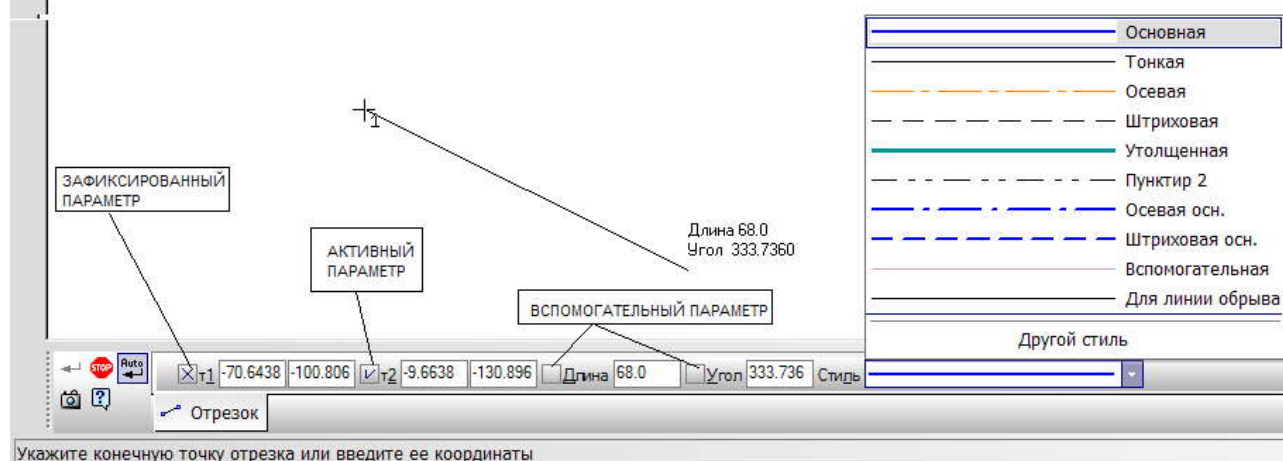 Основная
Тонкая
Осевая
Штриховая
Утолщенная
Пунктир 2
Осевая осн.
Штриховая осн.
Вспомогательная
Для линии обрыва
Другой стиль
1
ЗАФИКСИРОВАННЫЙ
ПАРАМЕТР
АКТИВНЫЙ
ПАРАМЕТР
Длина 68.0
Угол 333.7360
ВСПОМОГАТЕЛЬНЫЙ ПАРАМЕТР
STOP Auto т1 -70.6438 -100.806 т2 -9.6638 -130.896 Длина 68.0 Угол 333.736 Стиль
? Отрезок
Укажите конечную точку отрезка или введите ее координаты